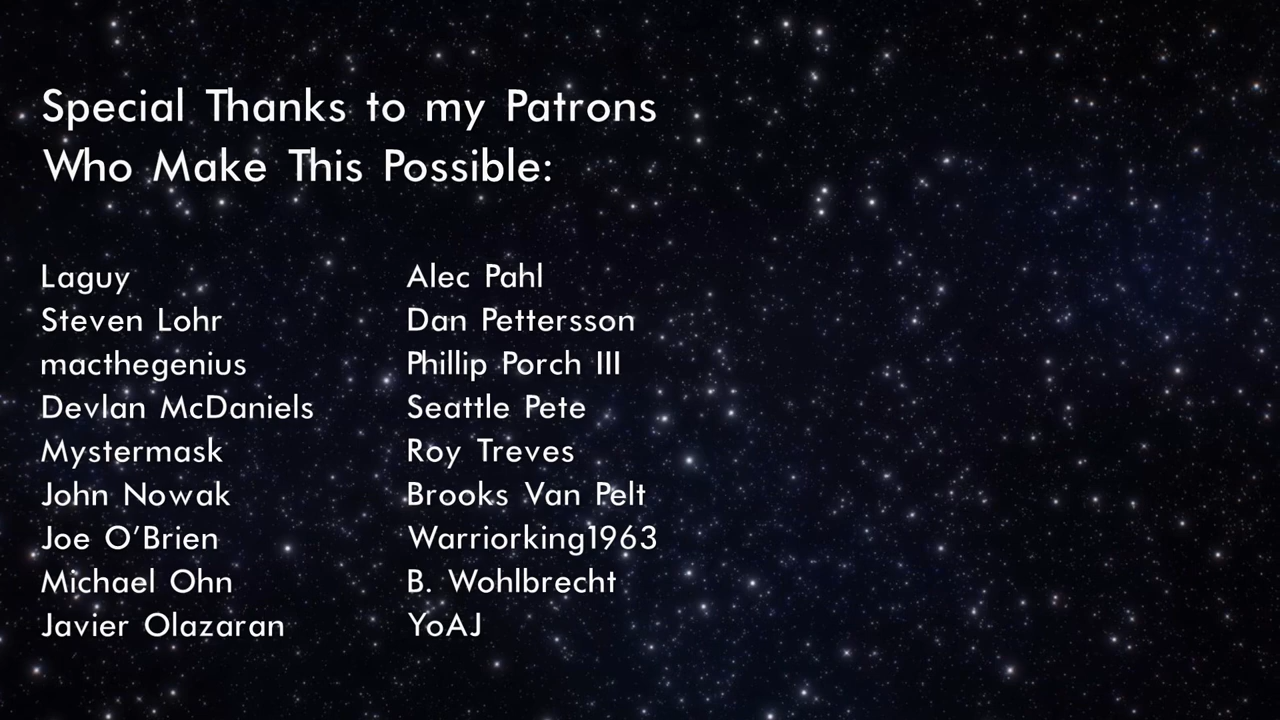 Special Thanks to my Patrons
Who Make This Possible:
Laguy
Steven Lohr
macthegenius
Devlan McDaniels
Mystermask
John Nowak
Joe O’Brien
Michael Ohn
Javier Olazaran
Alec Pahl
Dan Pettersson
Phillip Porch III
Seattle Pete
Roy Treves
Brooks Van Pelt
Warriorking1963
B. Wohlbrecht
YoAJ